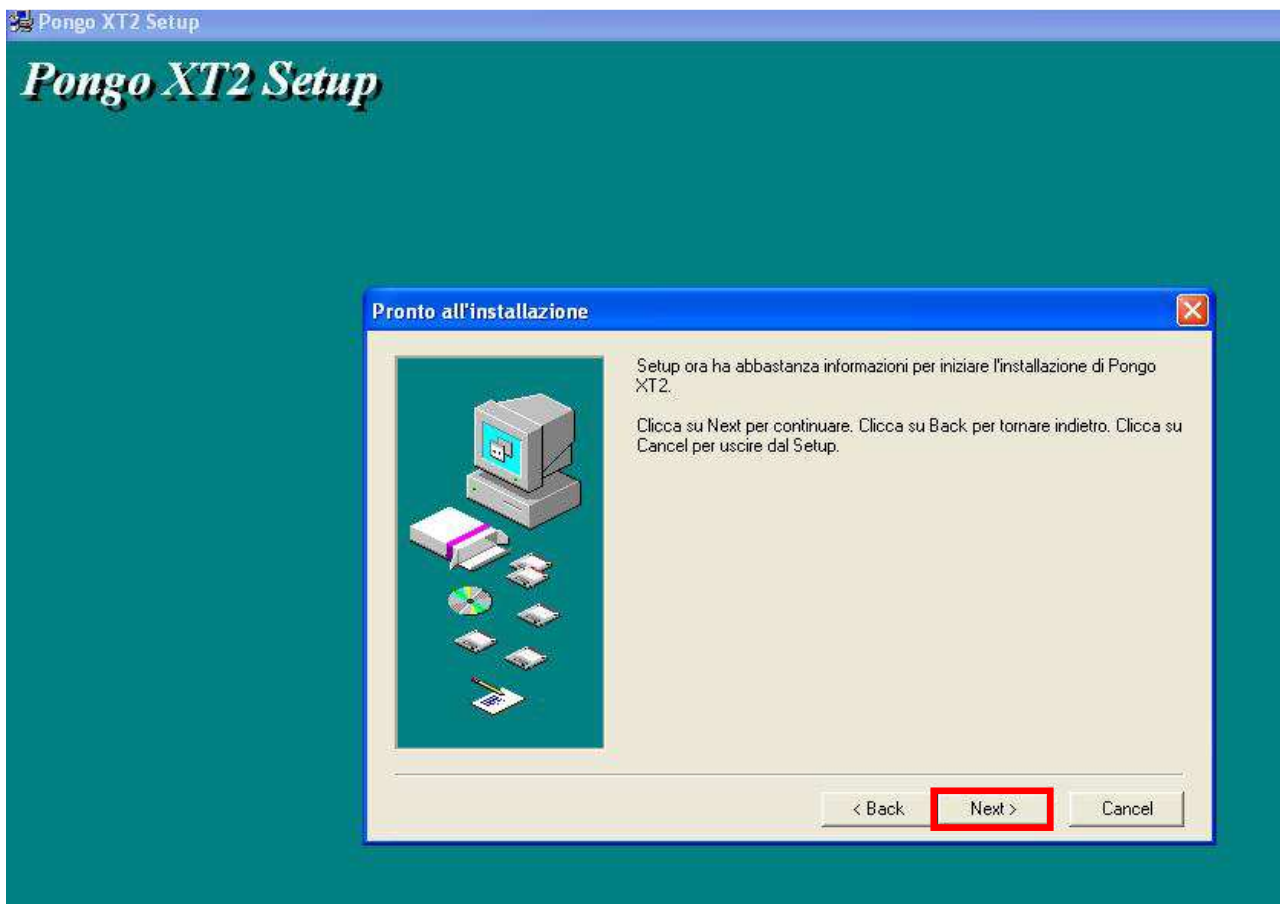 Pongo XT2 Setup
Pongo XT2 Setup
Pronto all'installazione
Setup ora ha abbastanza informazioni per iniziare l'installazione di Pongo
XT2.
Clicca su Next per continuare. Clicca su Back per tornare indietro. Clicca su
Cancel per uscire dal Setup.
< Back Next > Cancel